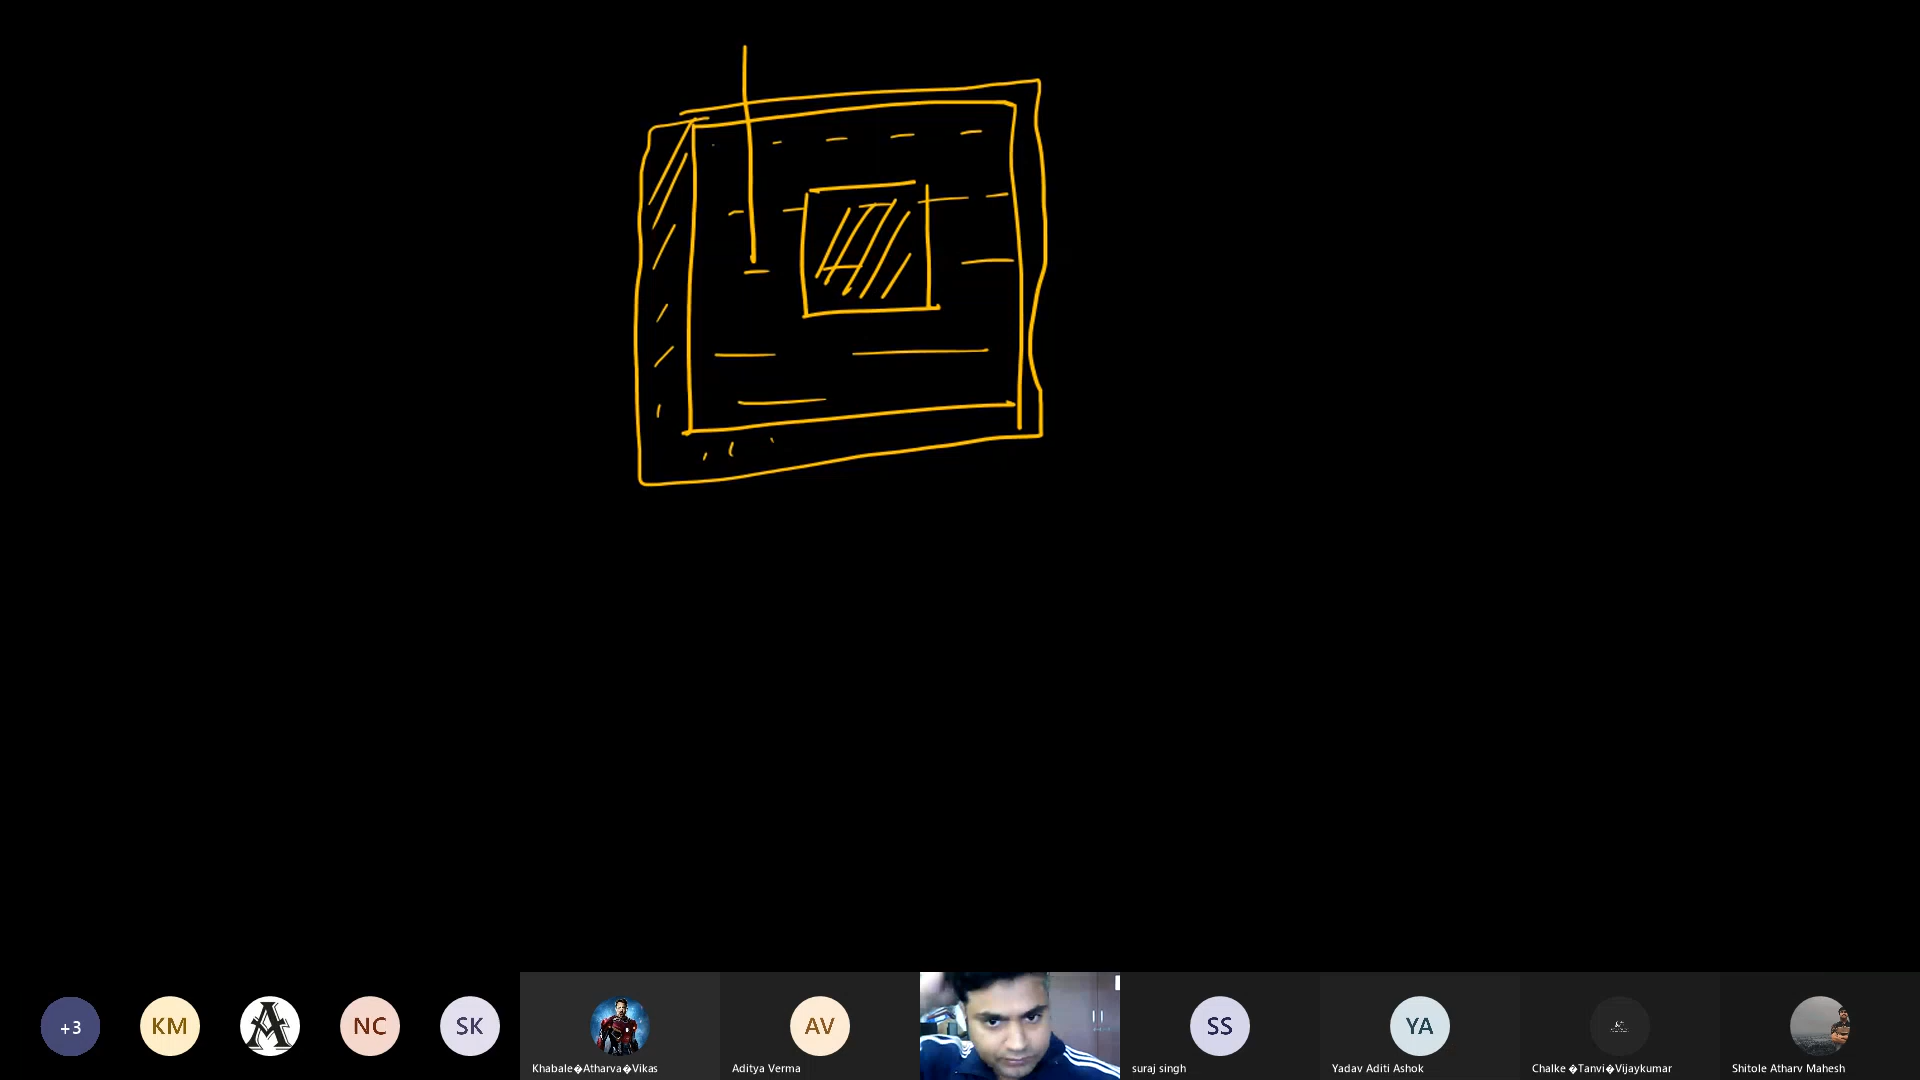 +3
KM
A
NC
SK
AV
SS
YA
Khabale�Atharva�Vikas
Aditya Verma
suraj singh
Yadav Aditi Ashok
Chalke �Tanvi�Vijaykumar
Shitole Atharv Mahesh